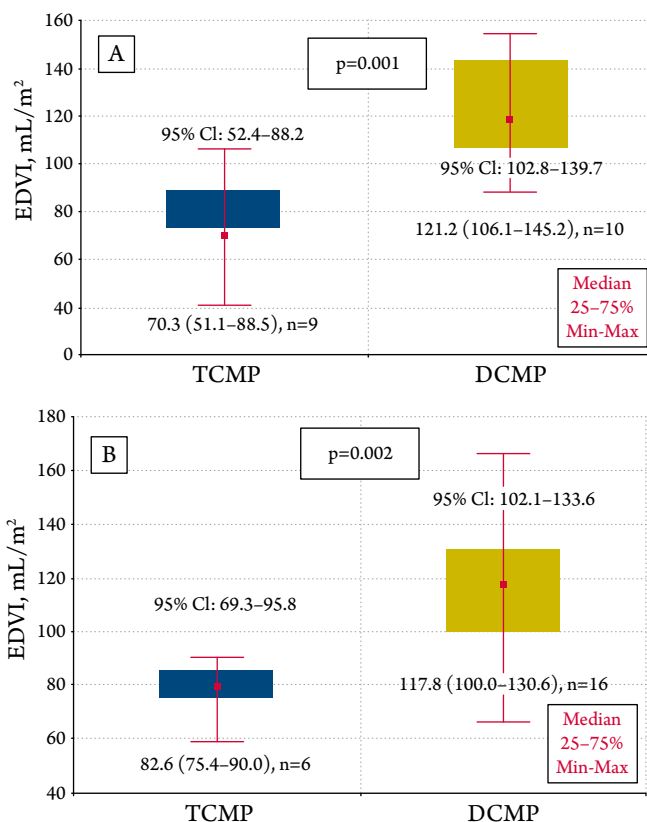 A
p=0.001
EDVI, mL/m²
160
140
120
100
80
60
40
0
95% Cl: 52.4–88.2
95% Cl: 102.8–139.7
121.2 (106.1–145.2), n=10
70.3 (51.1–88.5), n=9
Median
25–75%
Min-Max
TCMP
DCMP
B
p=0.002
EDVI, mL/m²
180
160
140
120
100
80
60
40
95% Cl: 102.1–133.6
95% Cl: 69.3–95.8
117.8 (100.0–130.6), n=16
82.6 (75.4–90.0), n=6
Median
25–75%
Min-Max
TCMP
DCMP